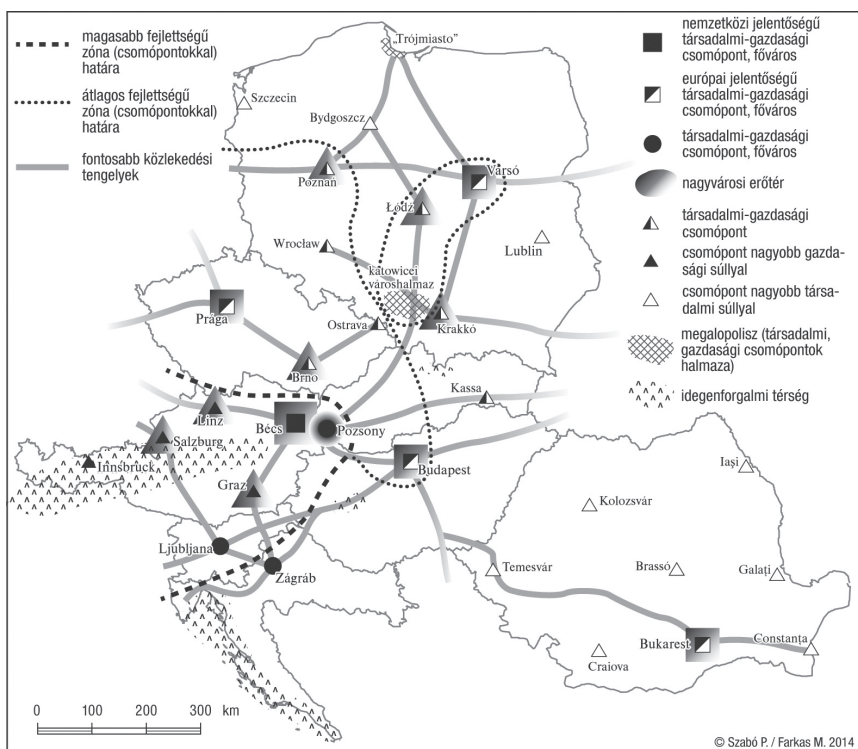 magasabb fejlettségű
zóna (csomópontokkal)
határa
átlagos fejlettségű
zóna (csomópontokkal)
határa
fontosabb közlekedési
tengelyek
nemzetközi jelentőségű
társadalmi-gazdasági
csomópont, főváros
európai jelentőségű
társadalmi-gazdasági
csomópont, főváros
társadalmi-gazdasági
csomópont, főváros
nagyvárosi erőtér
társadalmi-gazdasági
csomópont
csomópont nagyobb gazda-
sági súllyal
csomópont nagyobb társa-
dalmi súllyal
megalopolisz (társadalmi,
gazdasági csomópontok
halmaza)
idegenforgalmi térség
„Trójmiasto”
Szczecin
Bydgoszcz
Poznań
Varsó
Łódź
Wrocław
Lublin
katowicei
városhalmaz
Prága
Ostrava
Krakkó
Brno
Kassa
Linz
Bécs
Pozsony
Salzburg
Innsbruck
Budapest
Graz
Iași
Kolozsvár
Ljubljana
Zágráb
Temesvár
Brassó
Galați
Bukarest
Constanța
Craiova
0 100 200 300 km
© Szabó P. / Farkas M. 2014